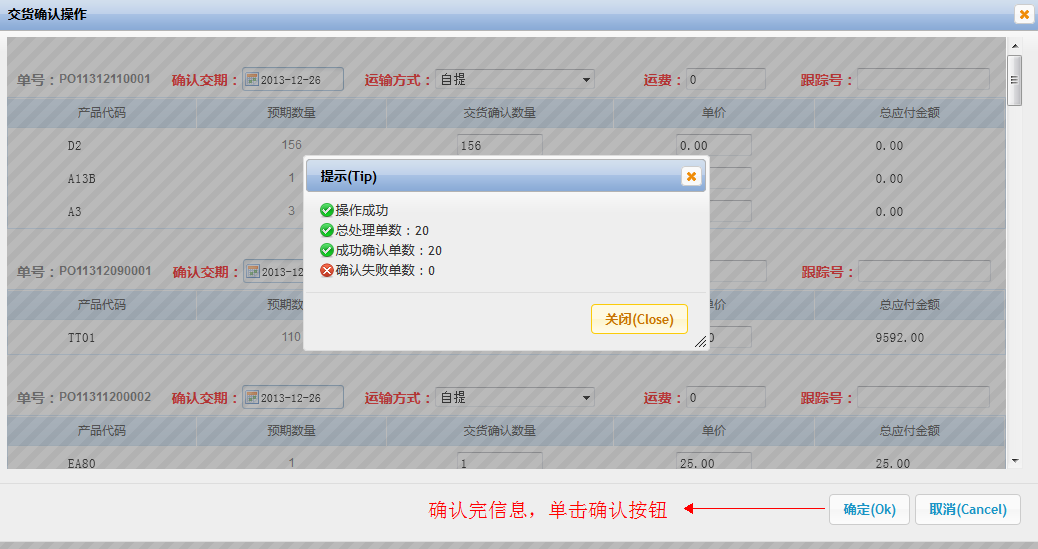 交货确认操作
单号：PO11312110001 确认交期： 2013-12-26 运输方式： 自提 运费： 0 跟踪号：
产品代码 预期数量 交货确认数量 单价 总应付金额
D2 156 156 0.00 0.00
A13B 1 0.00
A3 3 0.00
提示(Tip)
操作成功
总处理单数：20
成功确认单数：20
确认失败单数：0
关闭(Close)
单号：PO11312090001 确认交期： 2013-12 跟踪号：
产品代码 预期数 单价 总应付金额
TT01 110 9592.00
单号：PO11311200002 确认交期： 2013-12-26 运输方式： 自提 运费： 0 跟踪号：
产品代码 预期数量 交货确认数量 单价 总应付金额
EA80 1 1 25.00 25.00
确认完信息，单击确认按钮
确定(Ok) 取消(Cancel)